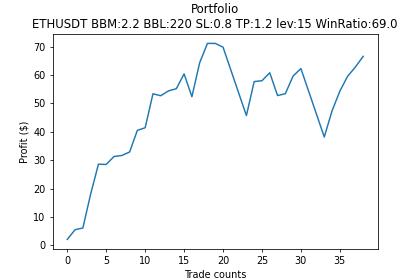 Portfolio
ETHUSDT BBM:2.2 BBL:220 SL:0.8 TP:1.2 lev:15 WinRatio:69.0
70
60
50
40
30
20
10
0
Profit ($)
0 5 10 15 20 25 30 35
Trade counts